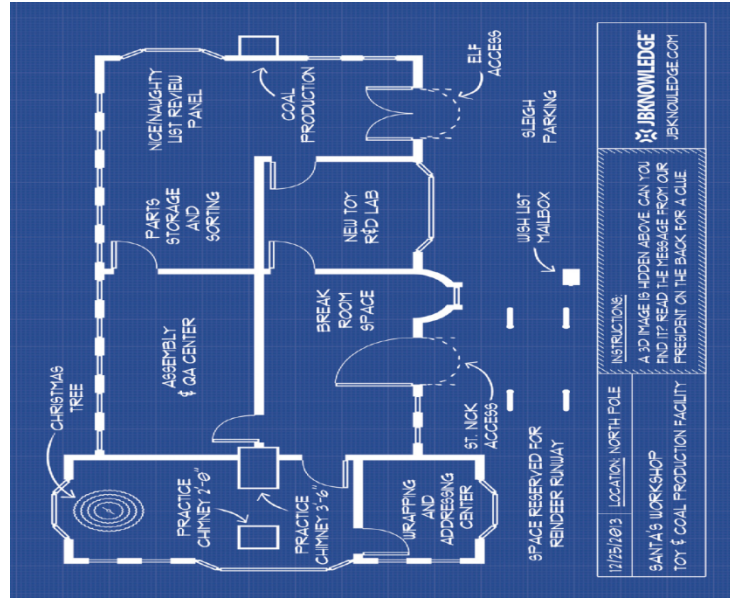 CHRISTMAS
TREE
PRACTICE
CHIMNEY 2'-0"
ASSEMBLY
& QA CENTER
PARTS
STORAGE
AND
SORTING
NICE/NAUGHTY
LIST REVIEW
PANEL
PRACTICE
CHIMNEY 3'-6"
BREAK
ROOM
SPACE
NEW TOY
R&D LAB
COAL
PRODUCTION
WRAPPING
AND
ADDRESSING
CENTER
ST. NICK
ACCESS
ELF
ACCESS
SPACE RESERVED FOR
REINDEER RUNWAY
WISH LIST
MAILBOX
SLEIGH
PARKING
12/25/2013
LOCATION: NORTH POLE
SANTA'S WORKSHOP
TOY & COAL PRODUCTION FACILITY
INSTRUCTIONS:
A 3D IMAGE IS HIDDEN ABOVE. CAN YOU
FIND IT? READ THE MESSAGE FROM OUR
PRESIDENT ON THE BACK FOR A CLUE.
JBKNOWLEDGE
JBKNOWLEDGE.COM